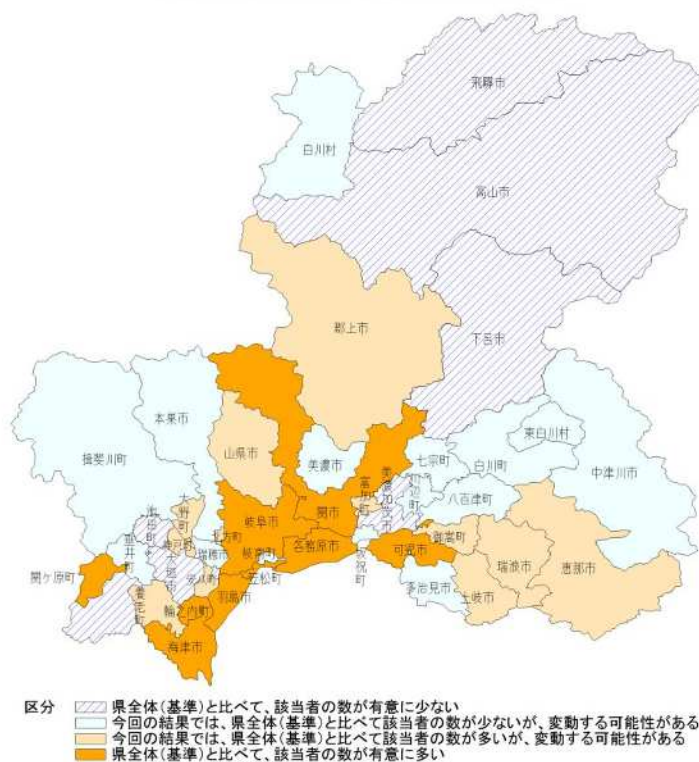 飛騨市
白川村
高山市
郡上市
下呂市
本巣市
揖斐川町
山県市
美濃市
東白川村
七宗町
白川町
中津川市
八百津町
富加町
美濃加茂市
川辺町
関市
岐阜市
大野町
北方町
各務原市
坂祝町
可児市
御嵩町
瑞浪市
恵那市
池田町
神戸町
瑞穂市
岐南町
垂井町
笠松町
多治見市
土岐市
関ケ原町
大垣市
安八町
羽島市
養老町
輪之内町
海津市
区分
県全体(基準)と比べて、該当者の数が有意に少ない
今回の結果では、県全体(基準)と比べて該当者の数が少ないが、変動する可能性がある
今回の結果では、県全体(基準)と比べて該当者の数が多いが、変動する可能性がある
県全体(基準)と比べて、該当者の数が有意に多い